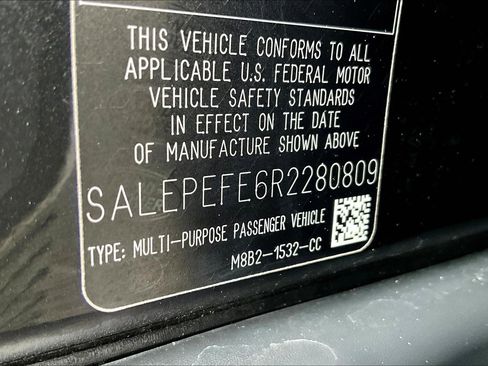 THIS VEHICLE CONFORMS TO ALL
APPLICABLE U.S. FEDERAL MOTOR
VEHICLE SAFETY STANDARDS
IN EFFECT ON THE DATE
OF MANUFACTURE SHOWN ABOVE
SALEPEFE6R2280809
TYPE: MULTI-PURPOSE PASSENGER VEHICLE
M8B2-1532-CC